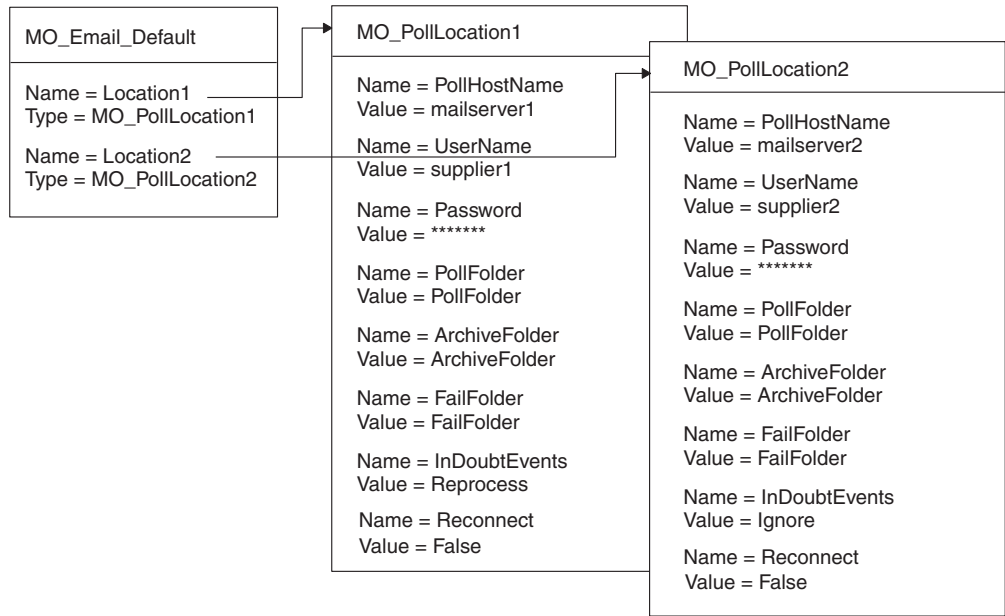 MO_Email_Default
Name = Location1
Type = MO_PollLocation1
Name = Location2
Type = MO_PollLocation2
MO_PollLocation1
Name = PollHostName
Value = mailserver1
Name = UserName
Value = supplier1
Name = Password
Value = *******
Name = PollFolder
Value = PollFolder
Name = ArchiveFolder
Value = ArchiveFolder
Name = FailFolder
Value = FailFolder
Name = InDoubtEvents
Value = Reprocess
Name = Reconnect
Value = False
MO_PollLocation2
Name = PollHostName
Value = mailserver2
Name = UserName
Value = supplier2
Name = Password
Value = *******
Name = PollFolder
Value = PollFolder
Name = ArchiveFolder
Value = ArchiveFolder
Name = FailFolder
Value = FailFolder
Name = InDoubtEvents
Value = Ignore
Name = Reconnect
Value = False